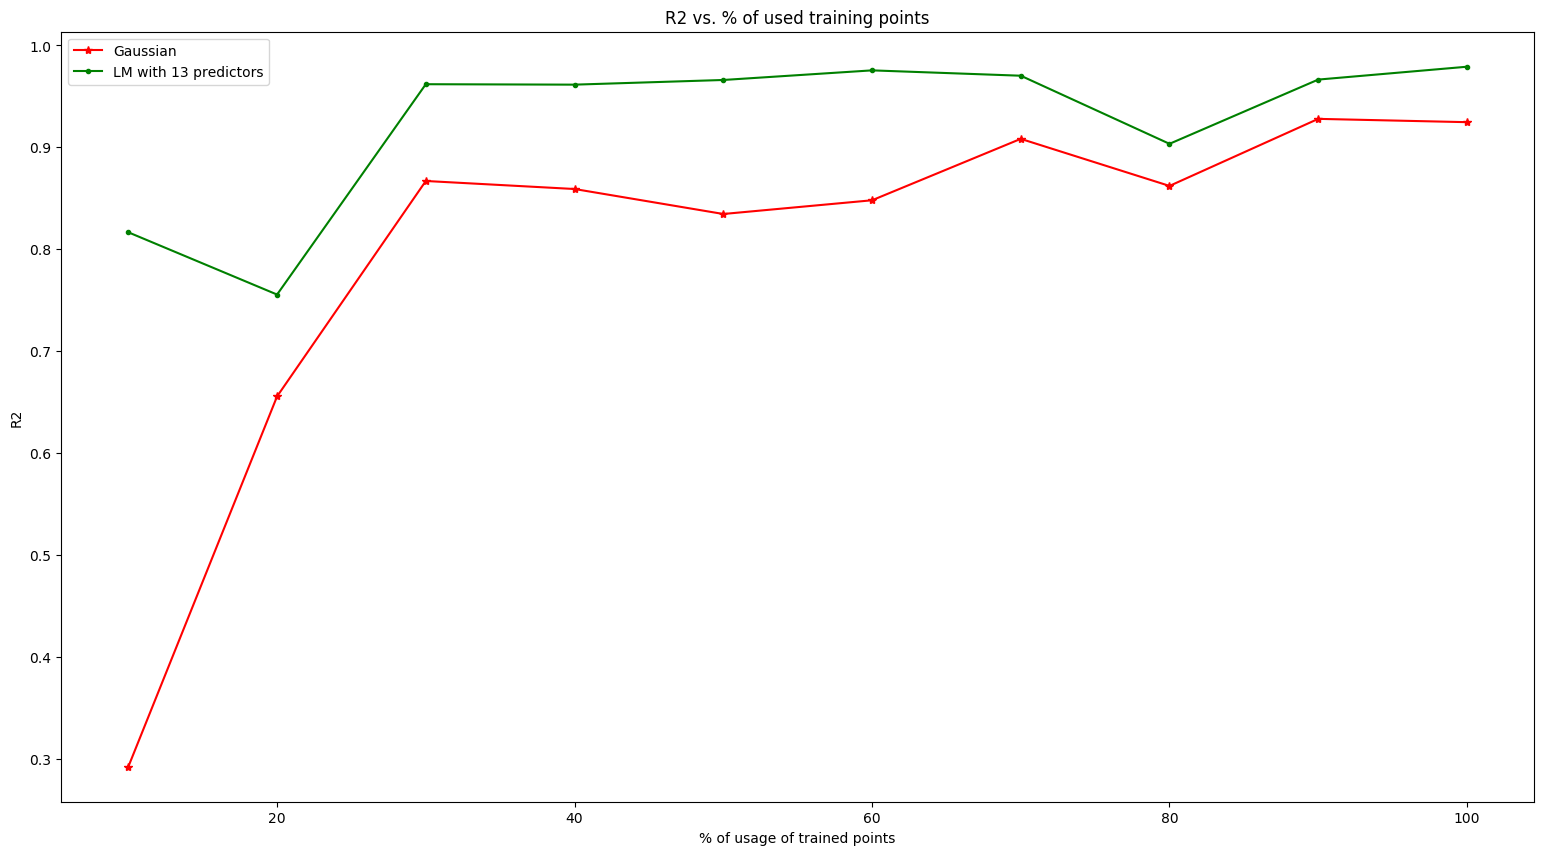 R2 vs. % of used training points
Gaussian
LM with 13 predictors
1.0
0.9
0.8
0.7
0.6
0.5
0.4
0.3
R2
20 40 60 80 100
% of usage of trained points